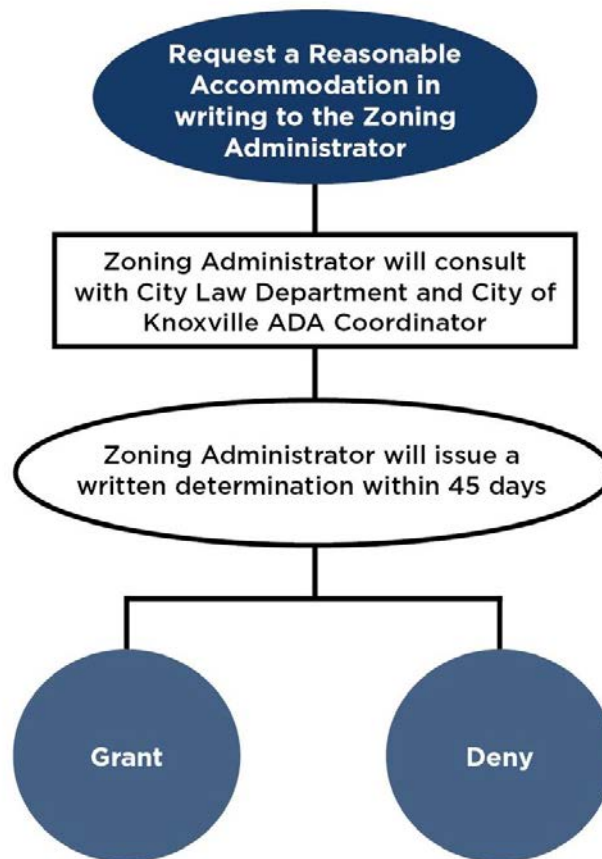 Request a Reasonable
Accommodation in
writing to the Zoning
Administrator
Zoning Administrator will consult
with City Law Department and City of
Knoxville ADA Coordinator
Zoning Administrator will issue a
written determination within 45 days
Grant
Deny